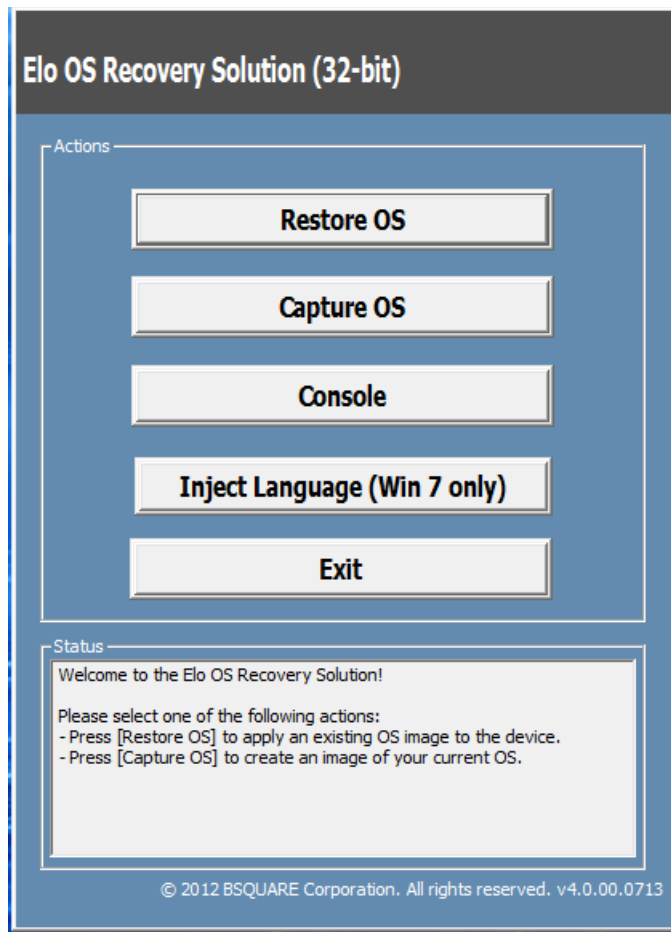 Elo OS Recovery Solution (32-bit)
Actions
Restore OS
Capture OS
Console
Inject Language (Win 7 only)
Exit
Status
Welcome to the Elo OS Recovery Solution!
Please select one of the following actions:
- Press [Restore OS] to apply an existing OS image to the device.
- Press [Capture OS] to create an image of your current OS.
© 2012 BSQUARE Corporation. All rights reserved. v4.0.00.0713